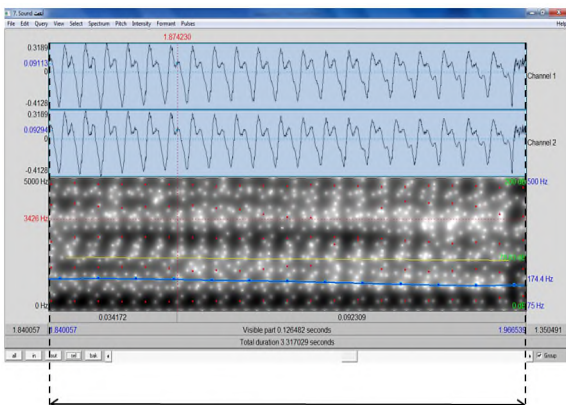 7. Sound لعبت
File Edit Query View Select Spectrum Pitch Intensity Formant Pulses Help
1.874230
0.3189
0.09113
0
-0.4128
Channel 1
0.3189
0.09294
0
-0.4128
Channel 2
5000 Hz
500 Hz
3426 Hz
174.4 Hz
0 Hz
0 dB
75 Hz
0.034172
0.092309
1.840057
1.840057
Visible part 0.126482 seconds
1.966539
1.350491
Total duration 3.317029 seconds
all
in
out
sel
bak
Group